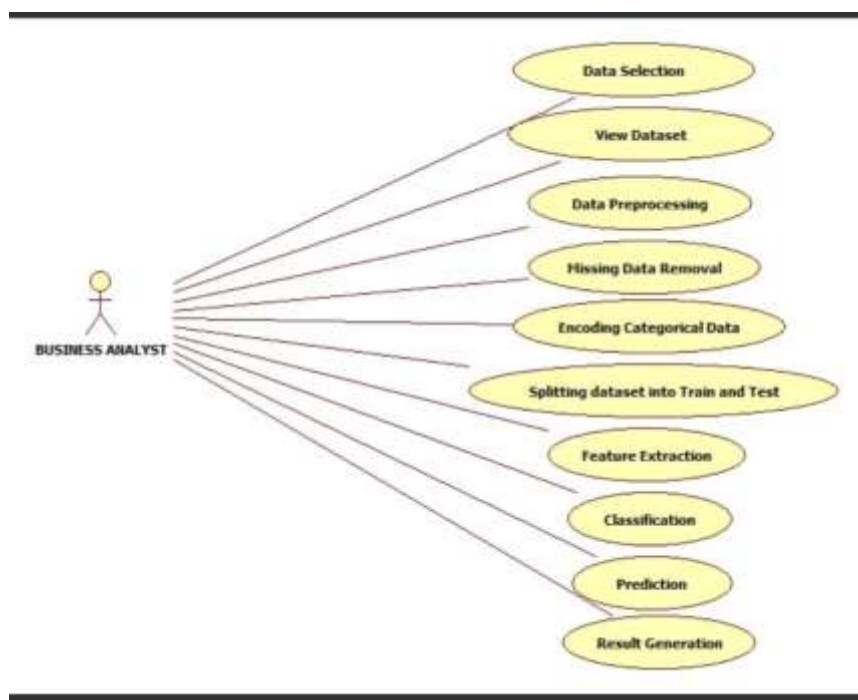 Data Selection
View Dataset
Data Preprocessing
Missing Data Removal
BUSINESS ANALYST
Encoding Categorical Data
Splitting dataset into Train and Test
Feature Extraction
Classification
Prediction
Result Generation